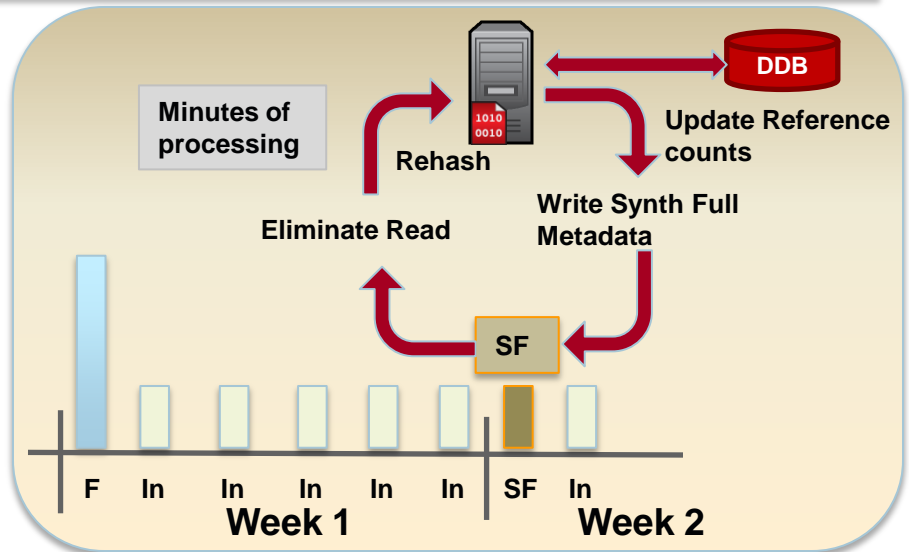 DDB
Minutes of
processing
1010
0010
Update Reference
counts
Rehash
Write Synth Full
Metadata
Eliminate Read
SF
F In In In In In SF In
Week 1 Week 2